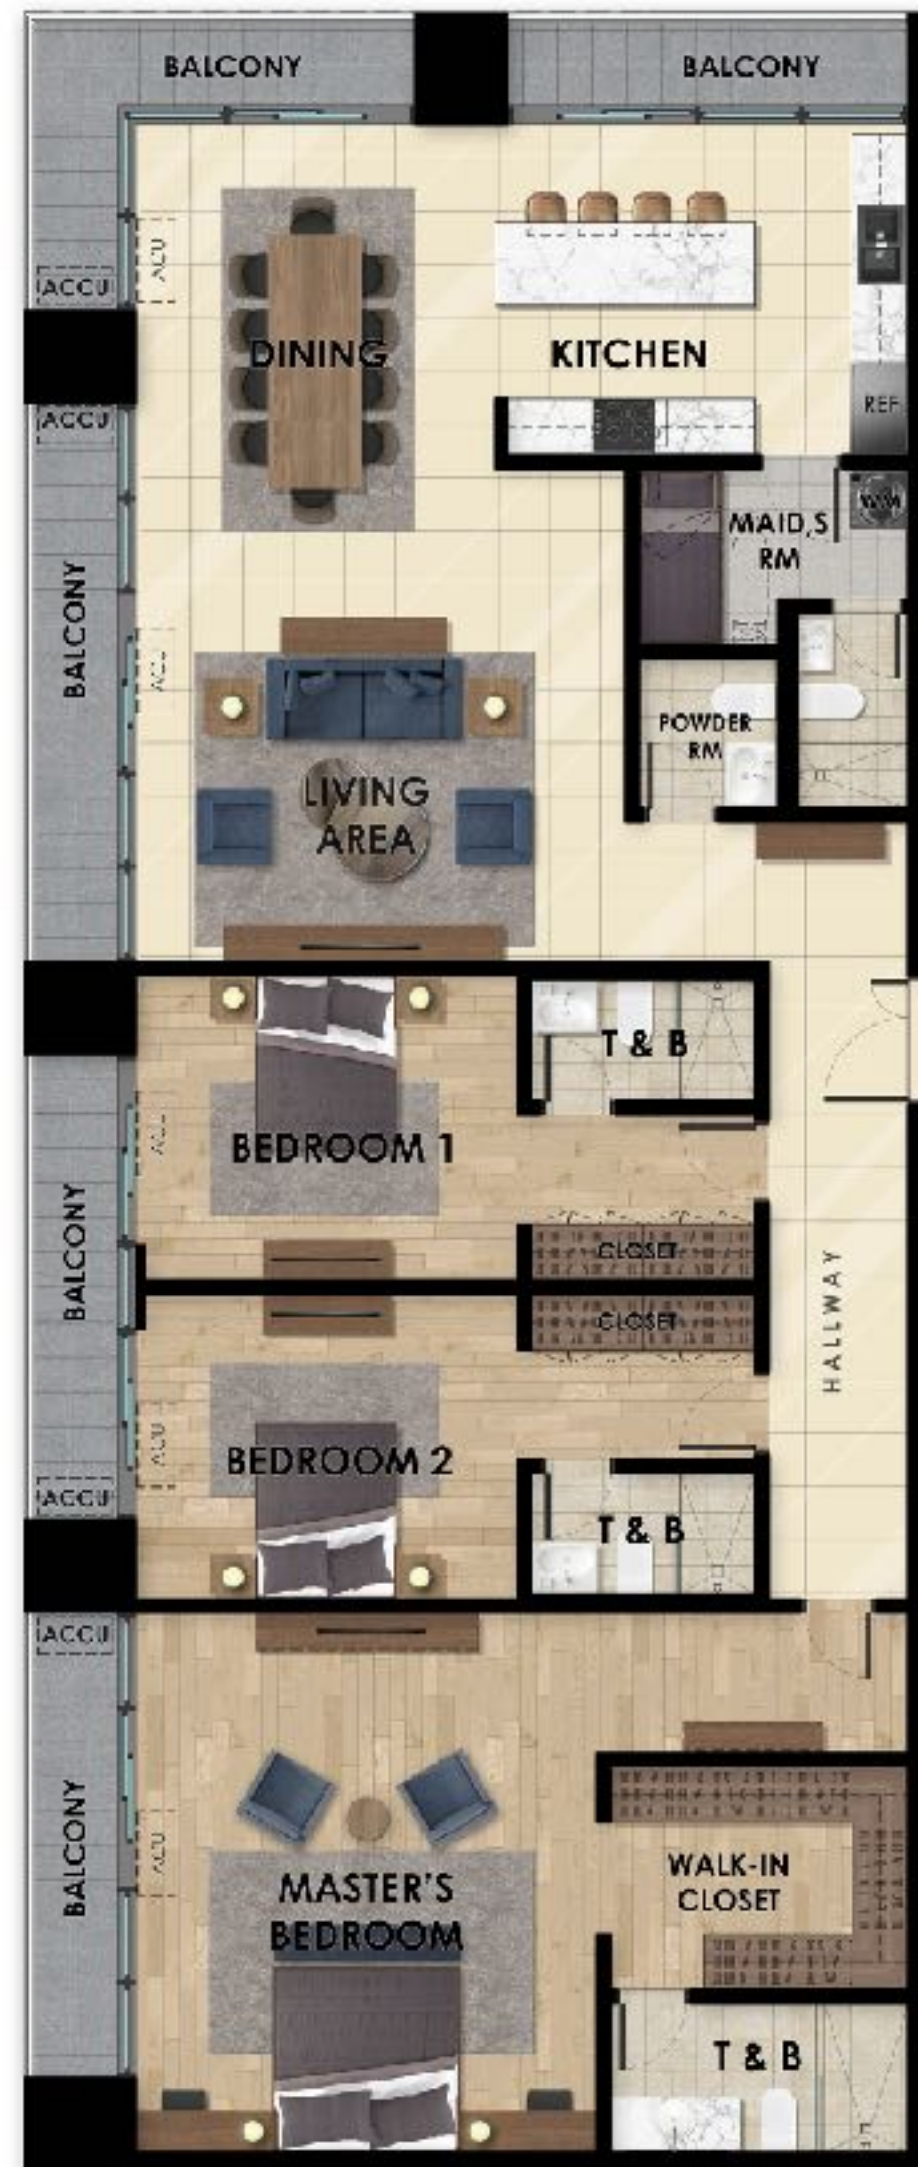 BALCONY
BALCONY
ACU
ACCU
DINING
KITCHEN
REF
ACCU
WM
MAID,S
RM
BALCONY
ACU
POWDER
RM
LIVING
AREA
T & B
ACU
BEDROOM 1
BALCONY
CLOSET
CLOSET
HALLWAY
ACU
BEDROOM 2
ACCU
T & B
ACCU
BALCONY
ACU
WALK-IN
CLOSET
MASTER'S
BEDROOM
T & B